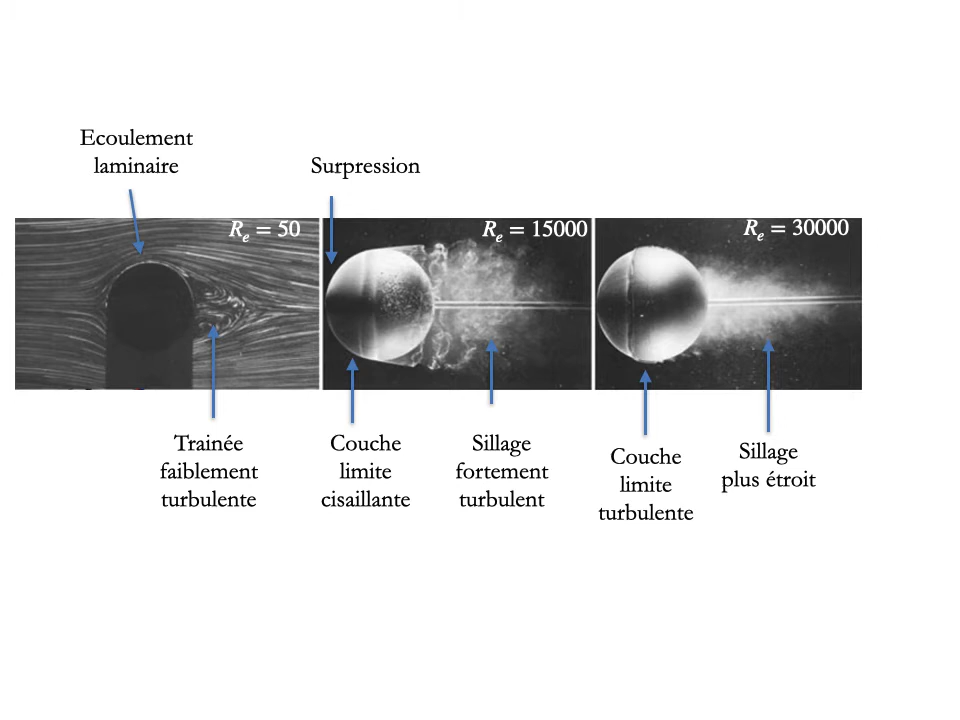 Ecoulement
laminaire
Surpression
Re = 50
Re = 15000
Re = 30000
Trainée
faiblement
turbulente
Couche
limite
cisaillante
Sillage
fortement
turbulent
Couche
limite
turbulente
Sillage
plus étroit